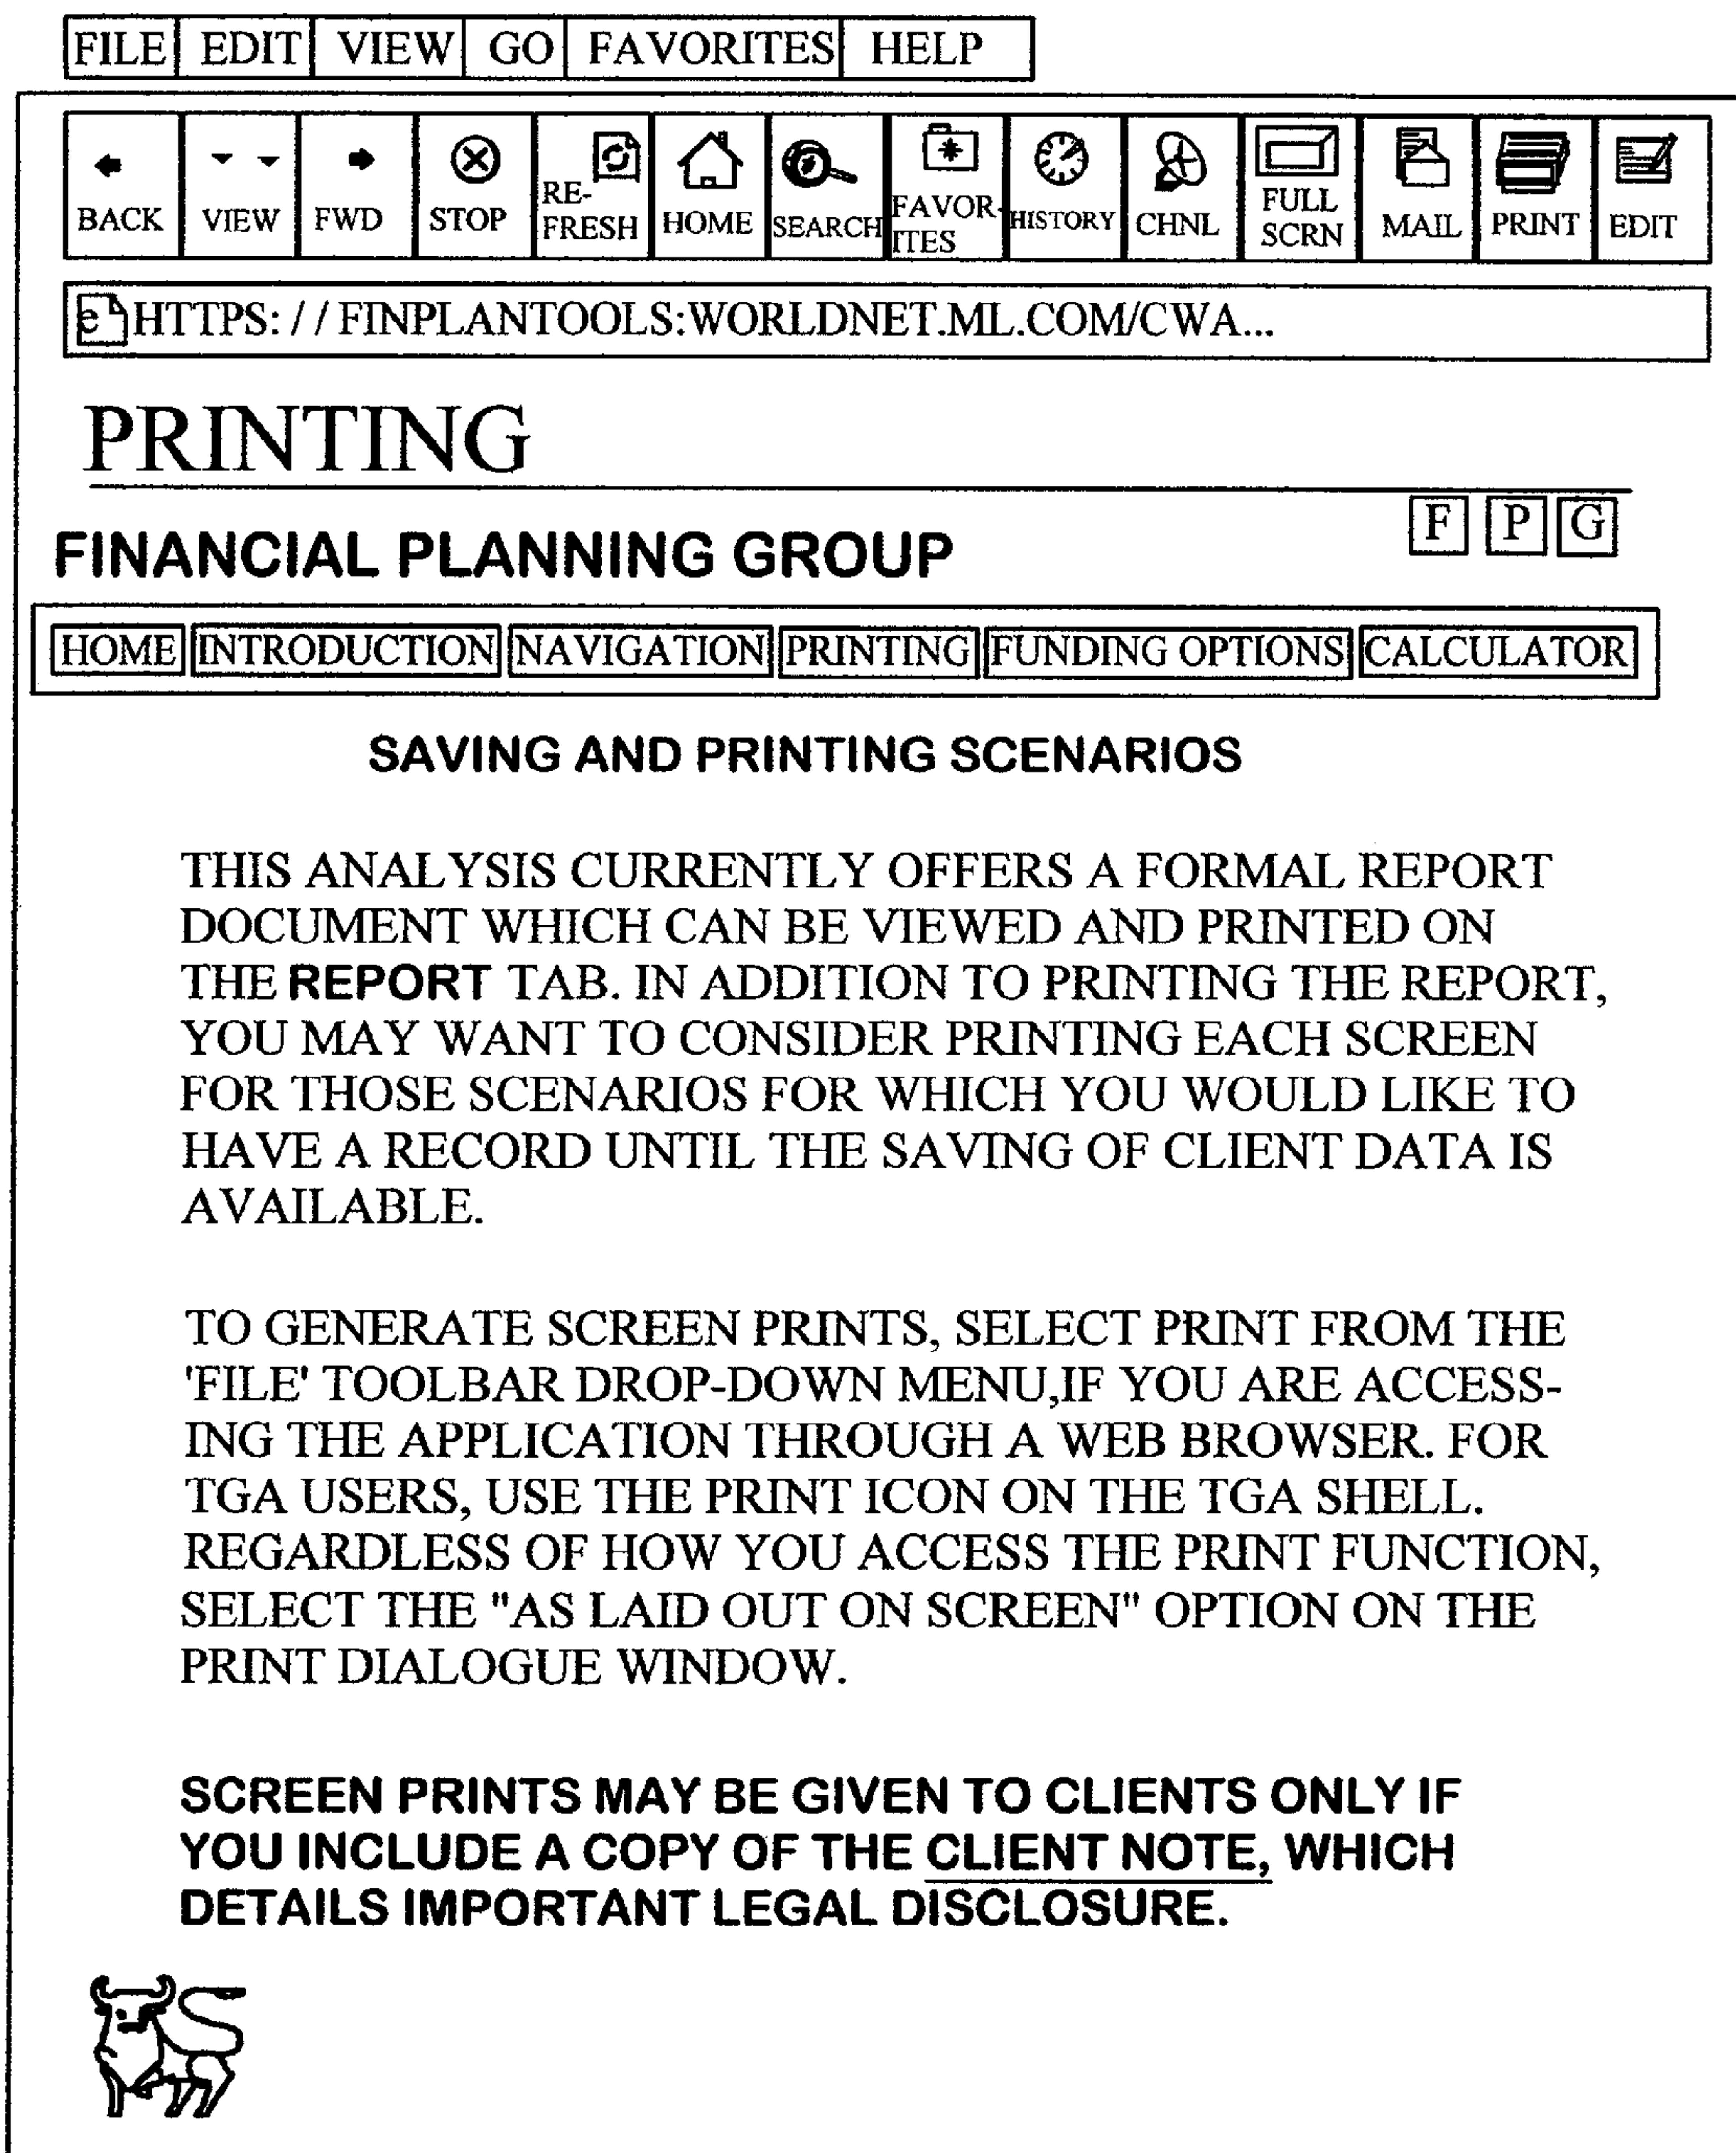 FILE EDIT VIEW GO FAVORITES HELP
BACK VIEW FWD STOP RE-FRESH HOME SEARCH FAVOR-ITES HISTORY CHNL FULL SCRN MAIL PRINT EDIT
e HTTPS: / / FINPLANTOOLS:WORLDNET.ML.COM/CWA...
PRINTING
F P G
FINANCIAL PLANNING GROUP
HOME INTRODUCTION NAVIGATION PRINTING FUNDING OPTIONS CALCULATOR
SAVING AND PRINTING SCENARIOS
THIS ANALYSIS CURRENTLY OFFERS A FORMAL REPORT
DOCUMENT WHICH CAN BE VIEWED AND PRINTED ON
THE REPORT TAB. IN ADDITION TO PRINTING THE REPORT,
YOU MAY WANT TO CONSIDER PRINTING EACH SCREEN
FOR THOSE SCENARIOS FOR WHICH YOU WOULD LIKE TO
HAVE A RECORD UNTIL THE SAVING OF CLIENT DATA IS
AVAILABLE.
TO GENERATE SCREEN PRINTS, SELECT PRINT FROM THE
'FILE' TOOLBAR DROP-DOWN MENU,IF YOU ARE ACCESS-
ING THE APPLICATION THROUGH A WEB BROWSER. FOR
TGA USERS, USE THE PRINT ICON ON THE TGA SHELL.
REGARDLESS OF HOW YOU ACCESS THE PRINT FUNCTION,
SELECT THE "AS LAID OUT ON SCREEN" OPTION ON THE
PRINT DIALOGUE WINDOW.
SCREEN PRINTS MAY BE GIVEN TO CLIENTS ONLY IF
YOU INCLUDE A COPY OF THE CLIENT NOTE, WHICH
DETAILS IMPORTANT LEGAL DISCLOSURE.